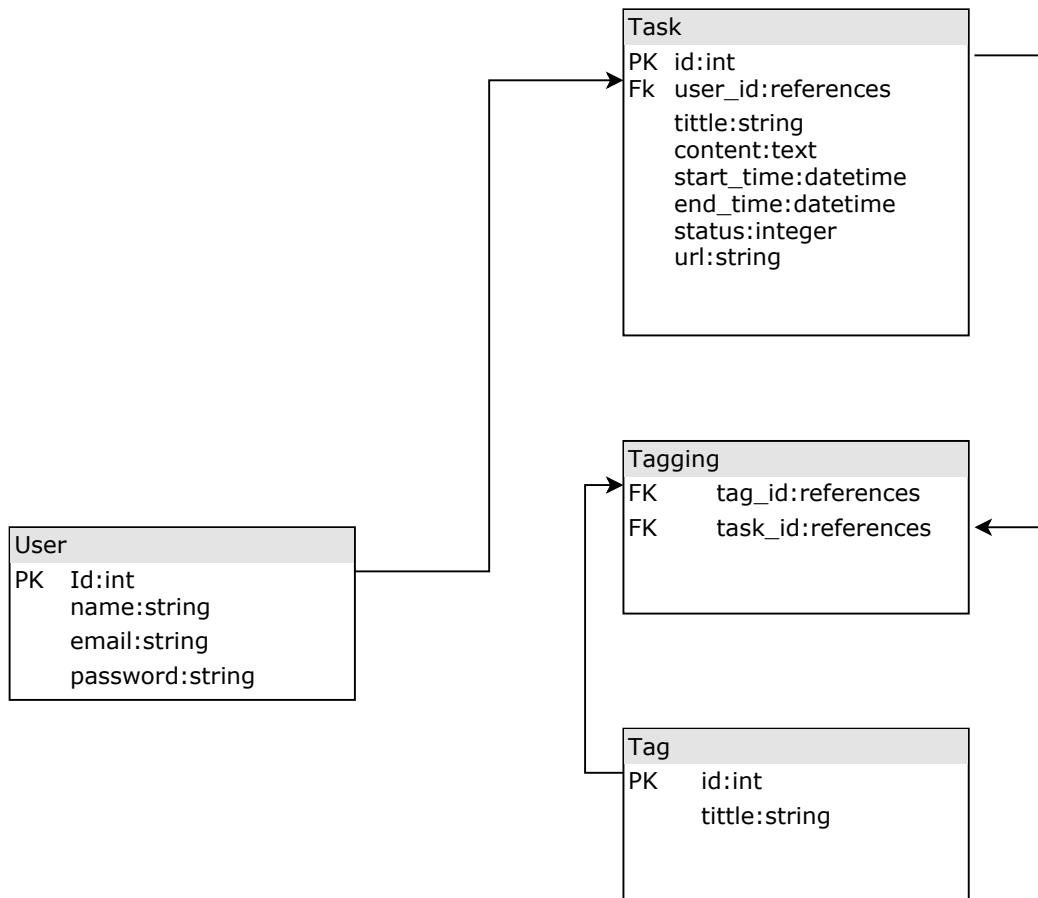 Task
PK id:int
Fk user_id:references
tittle:string
content:text
start_time:datetime
end_time:datetime
status:integer
url:string
Tagging
FK tag_id:references
FK task_id:references
User
PK Id:int
name:string
email:string
password:string
Tag
PK id:int
tittle:string